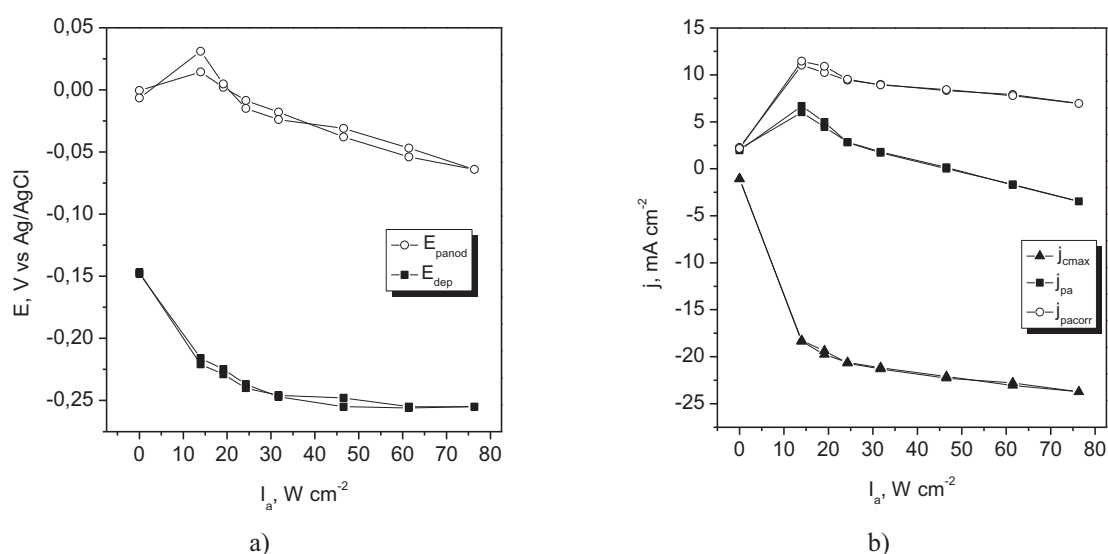 0,05
0,00
-0,05
-0,10
-0,15
-0,20
-0,25
E, V vs Ag/AgCl
E_panod
E_dep
0 10 20 30 40 50 60 70 80
I_a, W cm⁻²
a)
15
10
5
0
-5
-10
-15
-20
-25
j, mA cm⁻²
j_cmax
j_pa
j_pacorr
0 10 20 30 40 50 60 70 80
I_a, W cm⁻²
b)